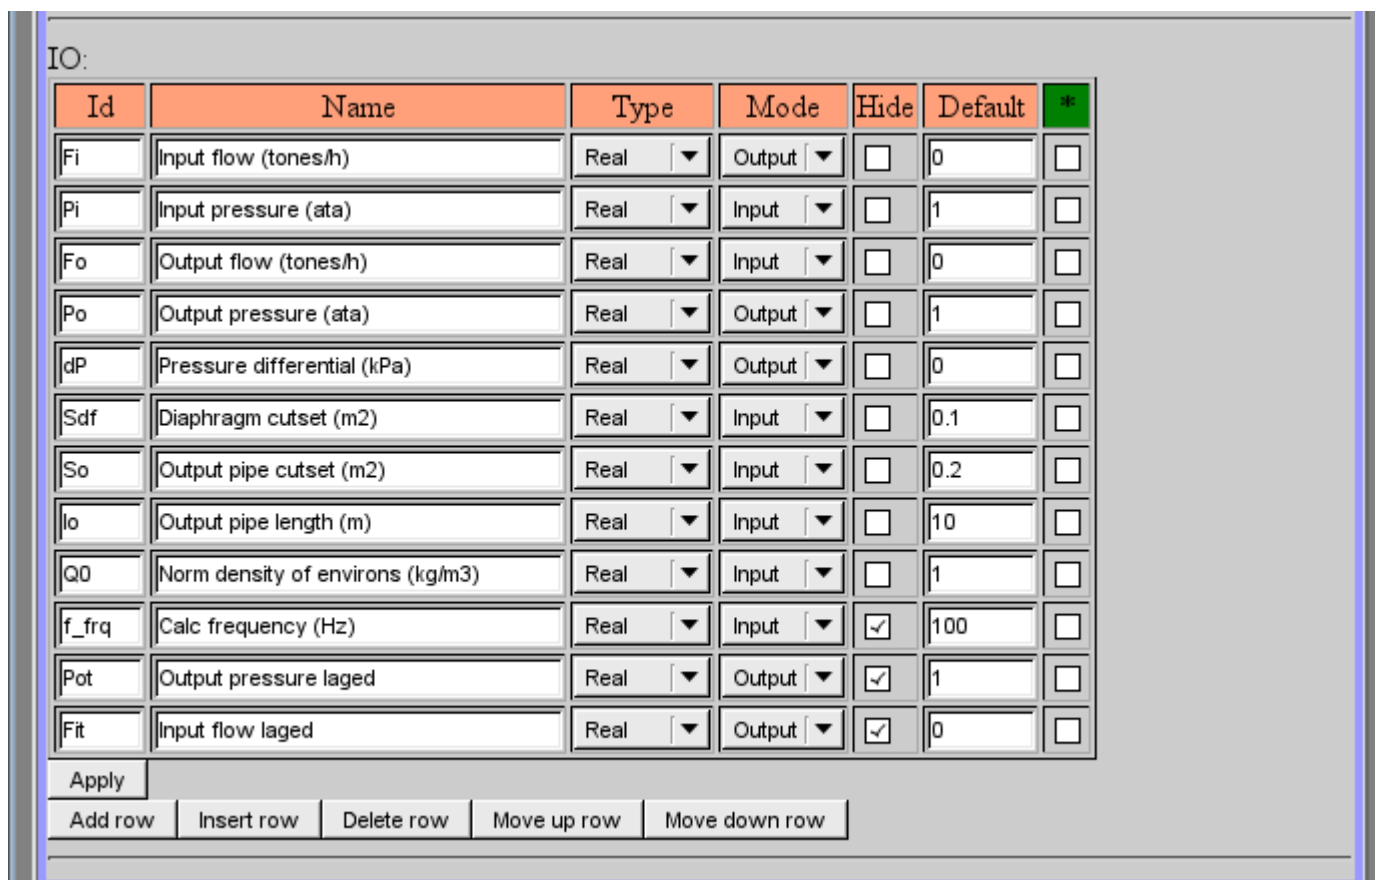 IO:
Id Name Type Mode Hide Default *
Fi Input flow (tones/h) Real Output 0
Pi Input pressure (ata) Real Input 1
Fo Output flow (tones/h) Real Input 0
Po Output pressure (ata) Real Output 1
dP Pressure differential (kPa) Real Output 0
Sdf Diaphragm cutset (m2) Real Input 0.1
So Output pipe cutset (m2) Real Input 0.2
lo Output pipe length (m) Real Input 10
Q0 Norm density of environs (kg/m3) Real Input 1
f_frq Calc frequency (Hz) Real Input 100
Pot Output pressure laged Real Output 1
Fit Input flow laged Real Output 0
Apply
Add row Insert row Delete row Move up row Move down row